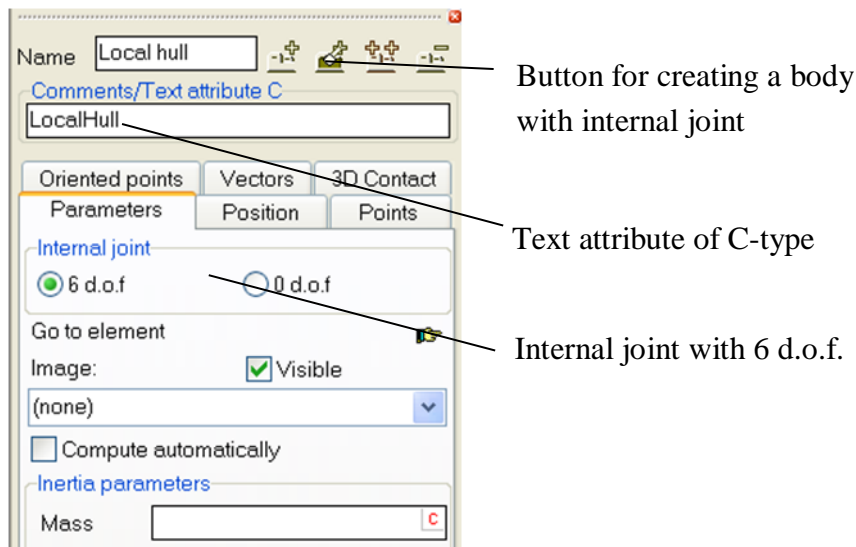 Name Local hull
Comments/Text attribute C
LocalHull
Oriented points Vectors 3D Contact
Parameters Position Points
Internal joint
6 d.o.f 0 d.o.f
Go to element
Image: Visible
(none)
Compute automatically
Inertia parameters
Mass C
Button for creating a body
with internal joint
Text attribute of C-type
Internal joint with 6 d.o.f.